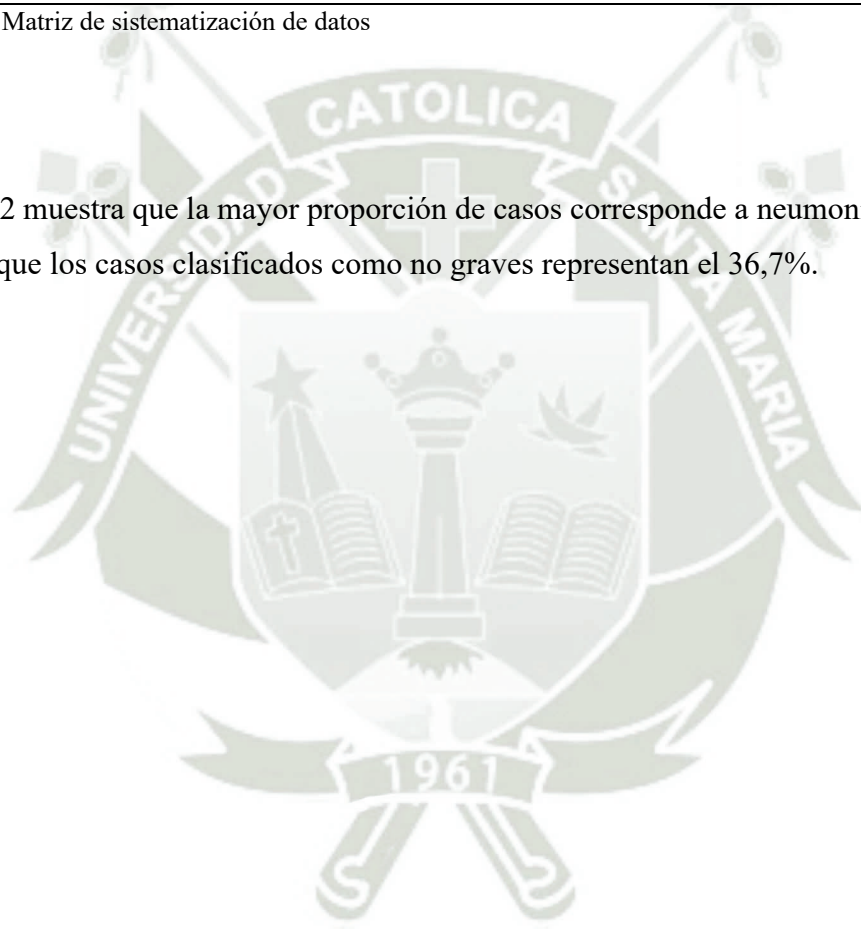 Matriz de sistematización de datos
CATOLICA
UNIVERSIDAD
SANTA MARIA
2 muestra que la mayor proporción de casos corresponde a neumon
que los casos clasificados como no graves representan el 36,7%.
1961